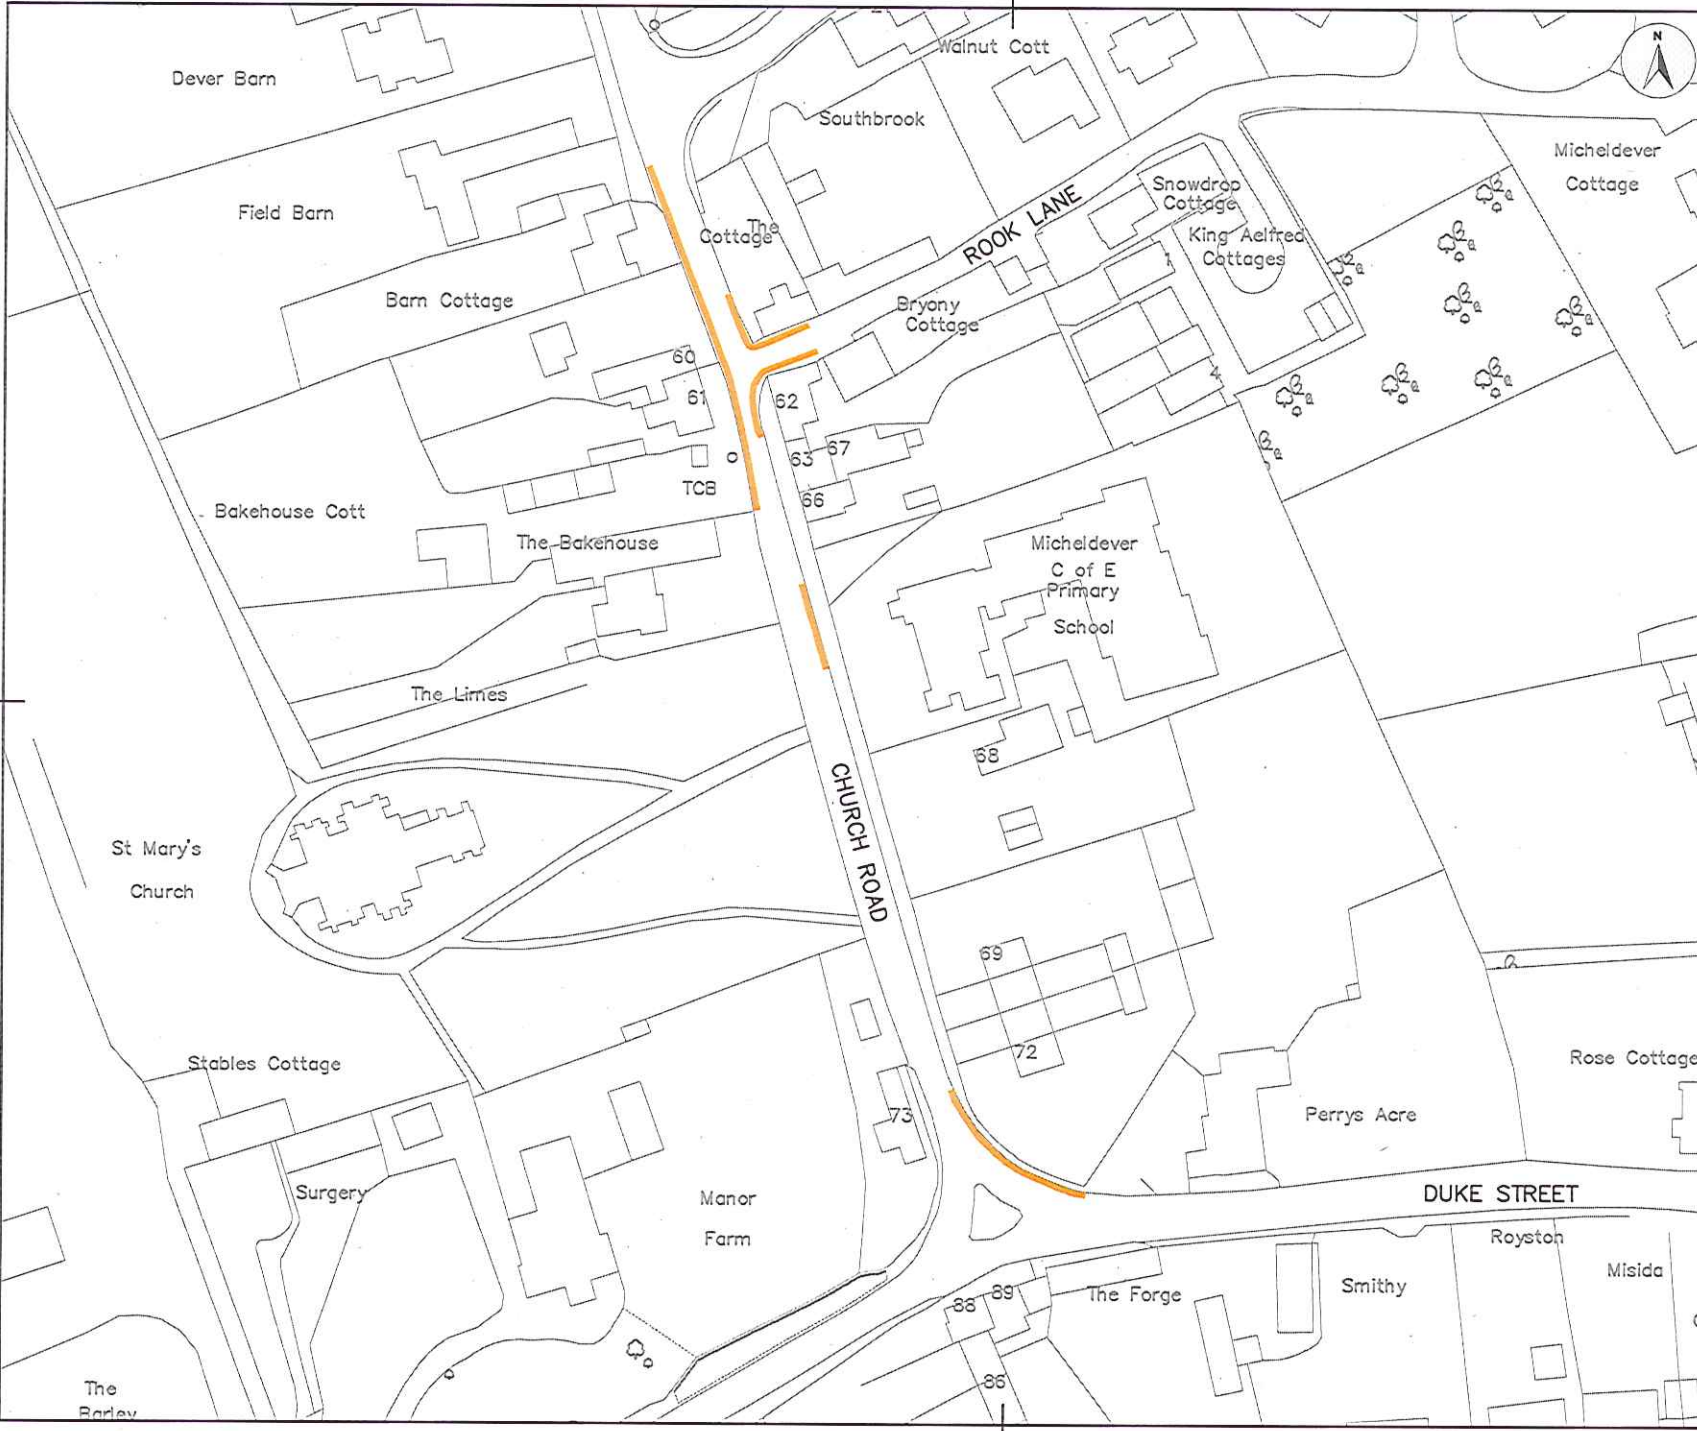 N
Walnut Cott
Dever Barn
Southbrook
Micheldever
Cottage
Snowdrop
Cottage
Field Barn
ROOK LANE
The
Cottage
King Aelfred
Cottages
1
Barn Cottage
Bryony
Cottage
60
61
62
4
63
67
TCB
66
Bakehouse Cott
The Bakehouse
Micheldever
C of E
Primary
School
The Limes
68
CHURCH ROAD
St Mary's
Church
69
72
Stables Cottage
Rose Cottage
73
Perrys Acre
Surgery
Manor
Farm
DUKE STREET
Royston
Misida
Smithy
The Forge
88
89
86
The
Barley